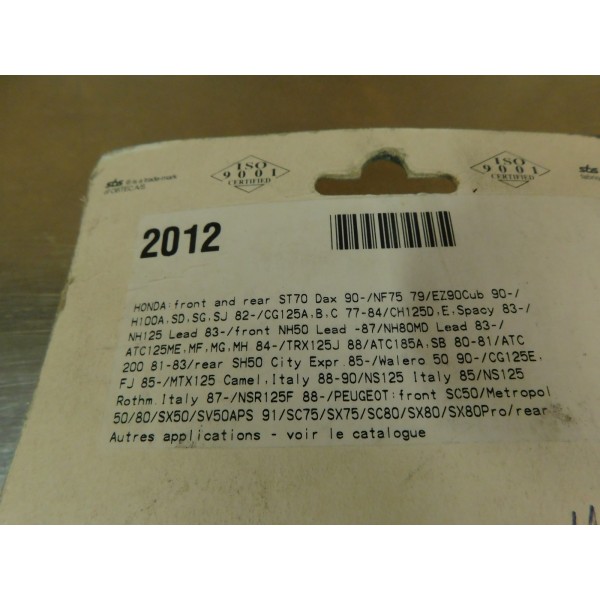 sbs ® is a trade mark
ISO
9001
CERTIFIED
ISO
9001
CERTIFIED
sbs
2012
HONDA:front and rear ST70 Dax 90-/NF75 79/EZ90Cub 90-/
H100A,SD,SG,SJ 82-/CG125A,B,C 77-84/CH125D,E,Spacy 83-/
NH125 Lead 83-/front NH50 Lead -87/NH80MD Lead 83-/
ATC125ME,MF,MG,MH 84-/TRX125J 88/ATC185A,SB 80-81/ATC
200 81-83/rear SH50 City Expr.85-/Walero 50 90-/CG125E,
FJ 85-/MTX125 Camel,Italy 88-90/NS125 Italy 85/NS125
Rothm.Italy 87-/NSR125F 88-/PEUGEOT:front SC50/Metropol
50/80/SX50/SV50APS 91/SC75/SX75/SC80/SX80/SX80Pro/rear
Autres applications - voir le catalogue